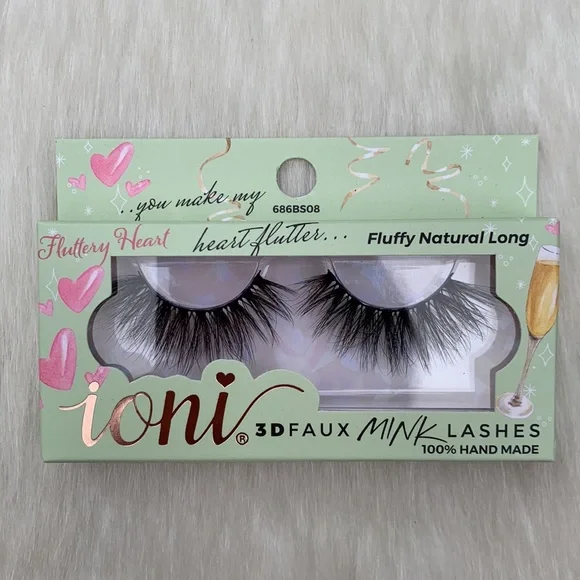 ..you make my
686BS08
Fluttery Heart
heart flutter...
Fluffy Natural Long
ioni®
3D FAUX MINK LASHES
100% HAND MADE